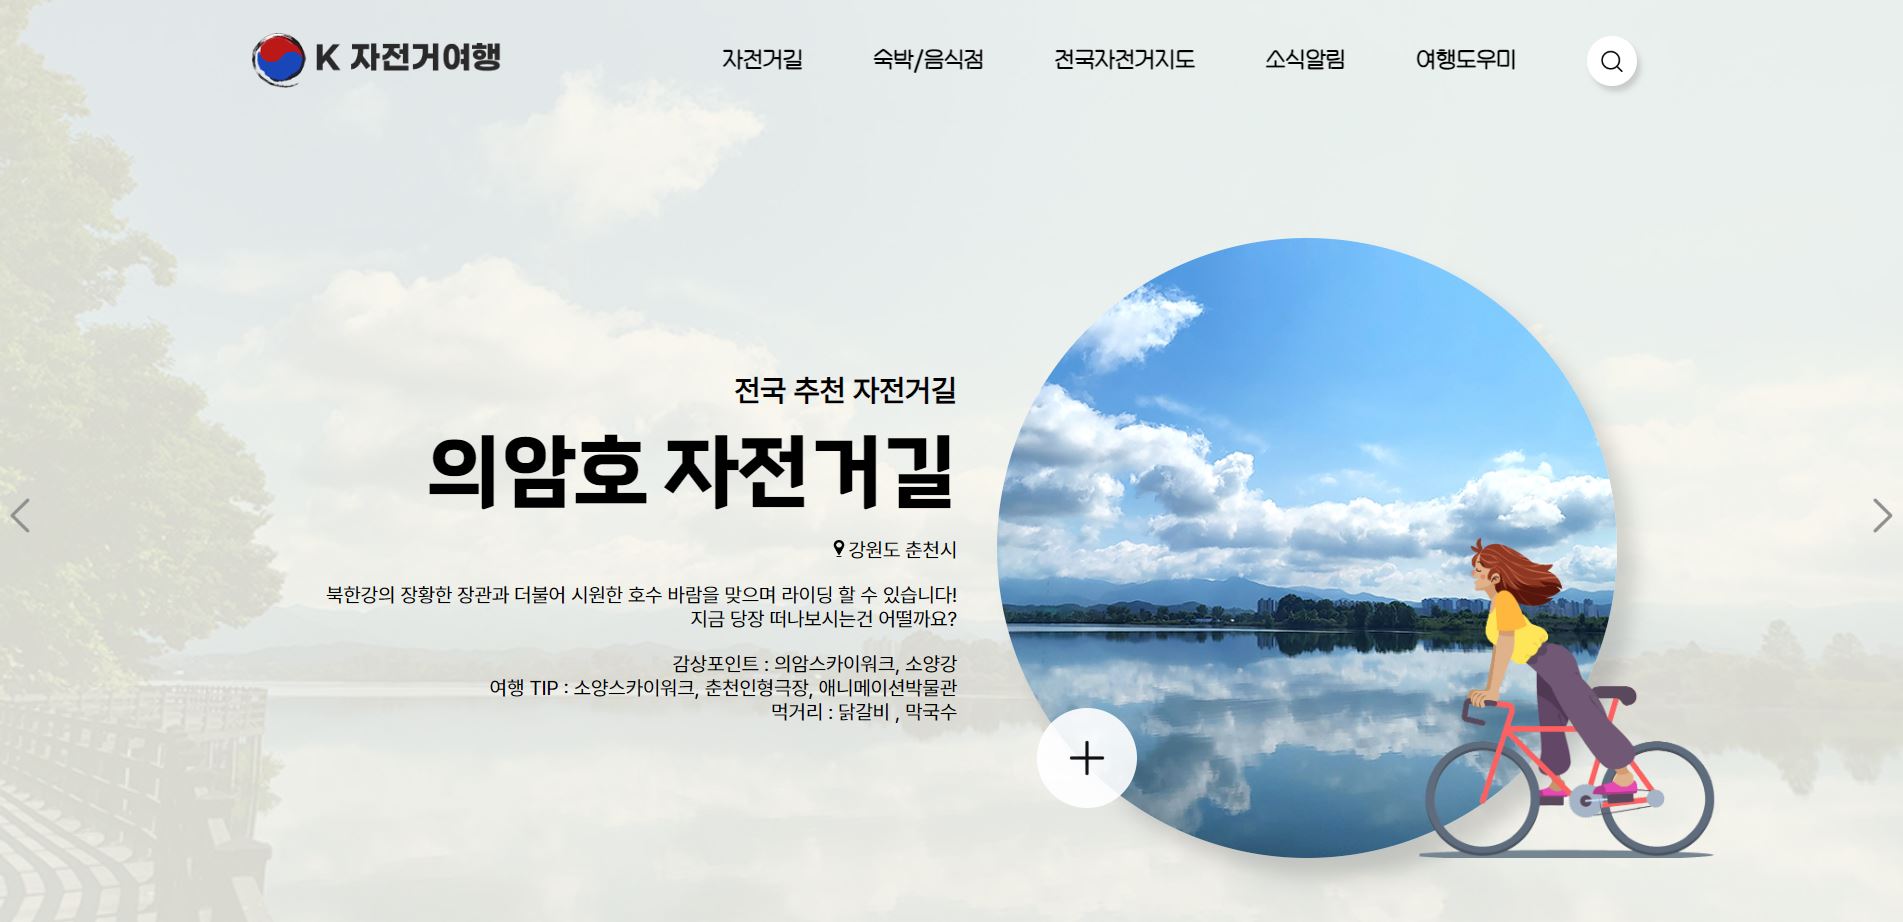 K 자전거여행
자전거길
숙박/음식점
전국자전거지도
소식알림
여행도우미
전국 추천 자전거길
의암호 자전거길
강원도 춘천시
북한강의 장황한 장관과 더불어 시원한 호수 바람을 맞으며 라이딩 할 수 있습니다!
지금 당장 떠나보시는건 어떨까요?
감상포인트 : 의암스카이워크, 소양강
여행 TIP : 소양스카이워크, 춘천인형극장, 애니메이션박물관
먹거리 : 닭갈비 , 막국수